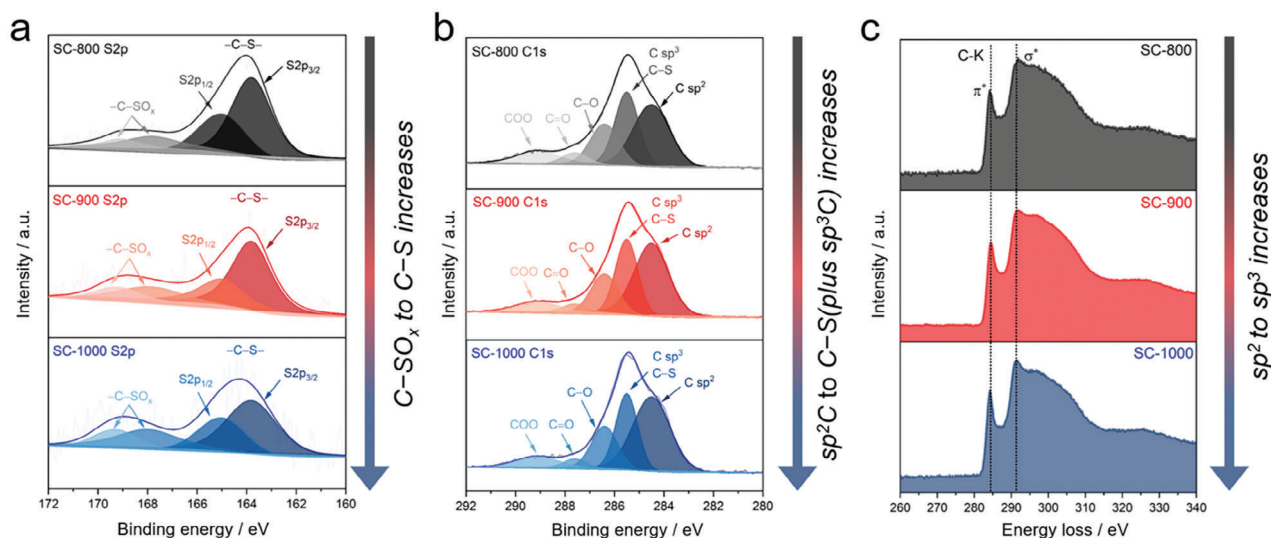 a
SC-800 S2p
–C–S–
S2p3/2
S2p1/2
–C–SOx
SC-900 S2p
–C–S–
S2p3/2
S2p1/2
–C–SOx
SC-1000 S2p
–C–S–
S2p3/2
S2p1/2
–C–SOx
Intensity / a.u.
172 170 168 166 164 162 160
Binding energy / eV
C–SOx to C–S increases
b
SC-800 C1s
C sp3
C–S
C sp2
C–O
C=O
COO
SC-900 C1s
C sp3
C–S
C sp2
C–O
C=O
COO
SC-1000 C1s
C sp3
C–S
C sp2
C–O
C=O
COO
Intensity / a.u.
292 290 288 286 284 282 280
Binding energy / eV
sp2C to C–S(plus sp3C) increases
c
SC-800
C-K
σ*
π*
SC-900
SC-1000
Intensity / a.u.
260 270 280 290 300 310 320 330 340
Energy loss / eV
sp2 to sp3 increases